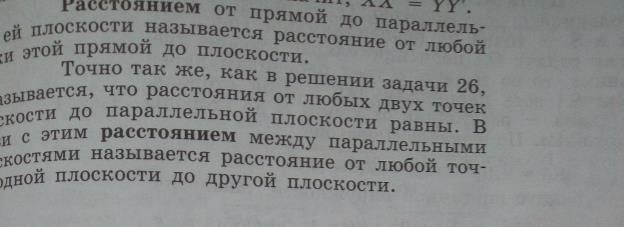 XX' = YY'.
Расстоянием от прямой до параллель-
ей плоскости называется расстояние от любой
ки этой прямой до плоскости.
Точно так же, как в решении задачи 26,
азывается, что расстояния от любых двух точек
скости до параллельной плоскости равны. В
и с этим расстоянием между параллельными
скостями называется расстояние от любой точ-
одной плоскости до другой плоскости.